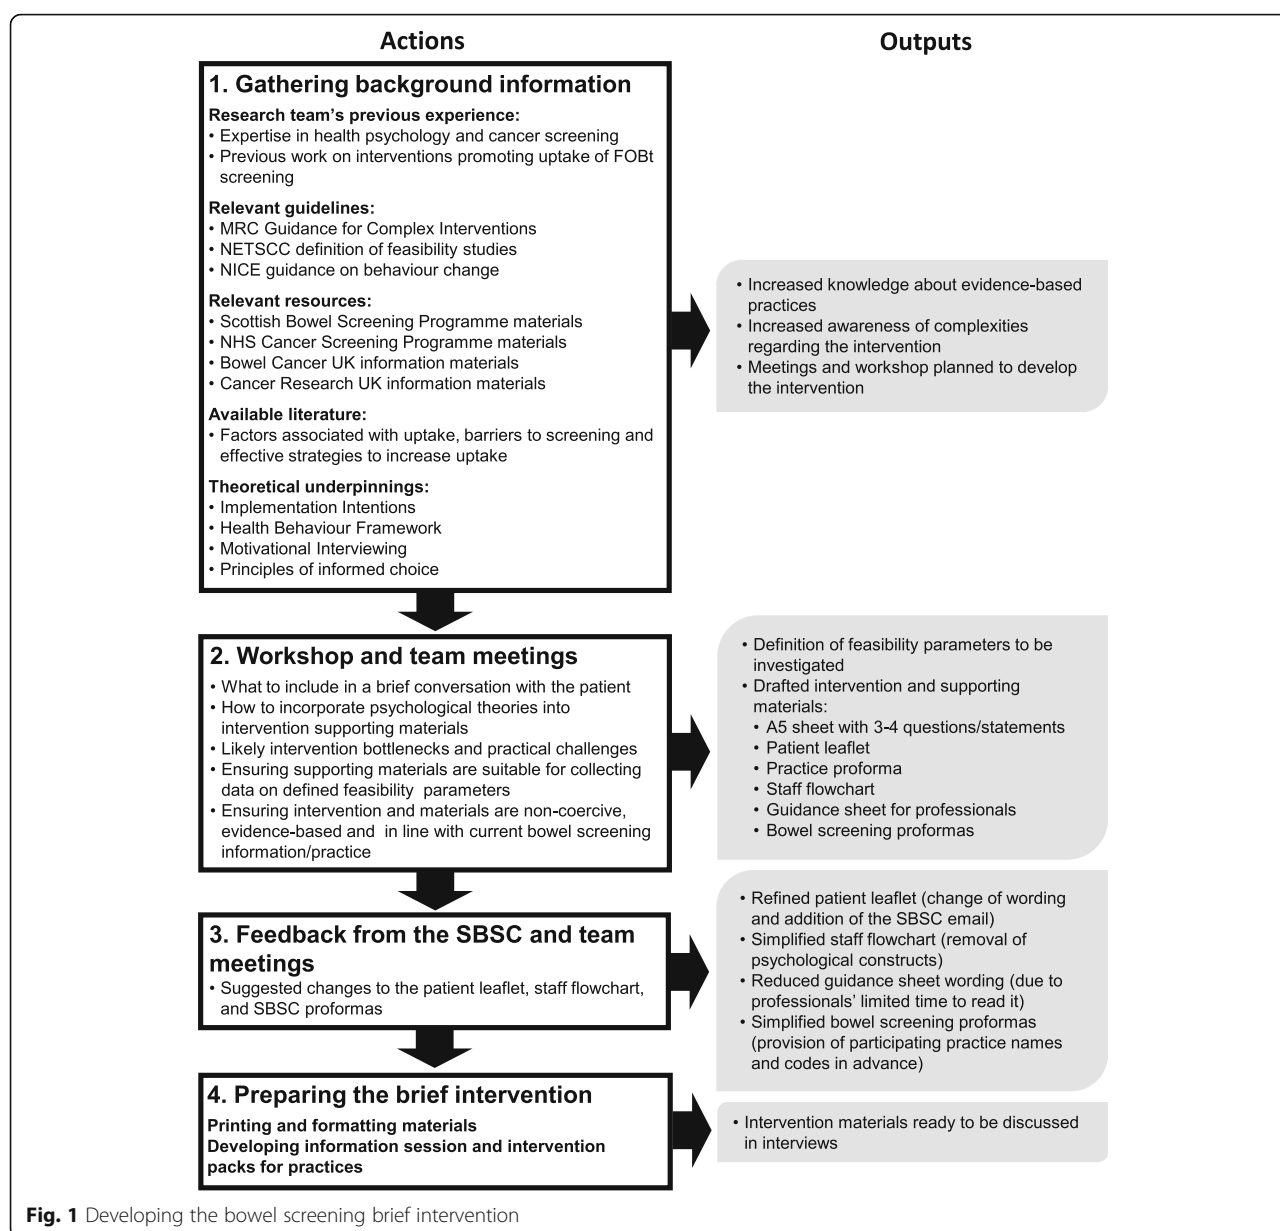 Actions
Outputs
1. Gathering background information
Research team's previous experience:
• Expertise in health psychology and cancer screening
• Previous work on interventions promoting uptake of FOBt
screening
Relevant guidelines:
• MRC Guidance for Complex Interventions
• NETSCC definition of feasibility studies
• NICE guidance on behaviour change
Relevant resources:
• Scottish Bowel Screening Programme materials
• NHS Cancer Screening Programme materials
• Bowel Cancer UK information materials
• Cancer Research UK information materials
Available literature:
• Factors associated with uptake, barriers to screening and
effective strategies to increase uptake
Theoretical underpinnings:
• Implementation Intentions
• Health Behaviour Framework
• Motivational Interviewing
• Principles of informed choice
• Increased knowledge about evidence-based
practices
• Increased awareness of complexities
regarding the intervention
• Meetings and workshop planned to develop
the intervention
2. Workshop and team meetings
• What to include in a brief conversation with the patient
• How to incorporate psychological theories into
intervention supporting materials
• Likely intervention bottlenecks and practical challenges
• Ensuring supporting materials are suitable for collecting
data on defined feasibility parameters
• Ensuring intervention and materials are non-coercive,
evidence-based and in line with current bowel screening
information/practice
• Definition of feasibility parameters to be
investigated
• Drafted intervention and supporting
materials:
• A5 sheet with 3-4 questions/statements
• Patient leaflet
• Practice proforma
• Staff flowchart
• Guidance sheet for professionals
• Bowel screening proformas
3. Feedback from the SBSC and team
meetings
• Suggested changes to the patient leaflet, staff flowchart,
and SBSC proformas
• Refined patient leaflet (change of wording
and addition of the SBSC email)
• Simplified staff flowchart (removal of
psychological constructs)
• Reduced guidance sheet wording (due to
professionals' limited time to read it)
• Simplified bowel screening proformas
(provision of participating practice names
and codes in advance)
4. Preparing the brief intervention
Printing and formatting materials
Developing information session and intervention
packs for practices
• Intervention materials ready to be discussed
in interviews
Fig. 1 Developing the bowel screening brief intervention